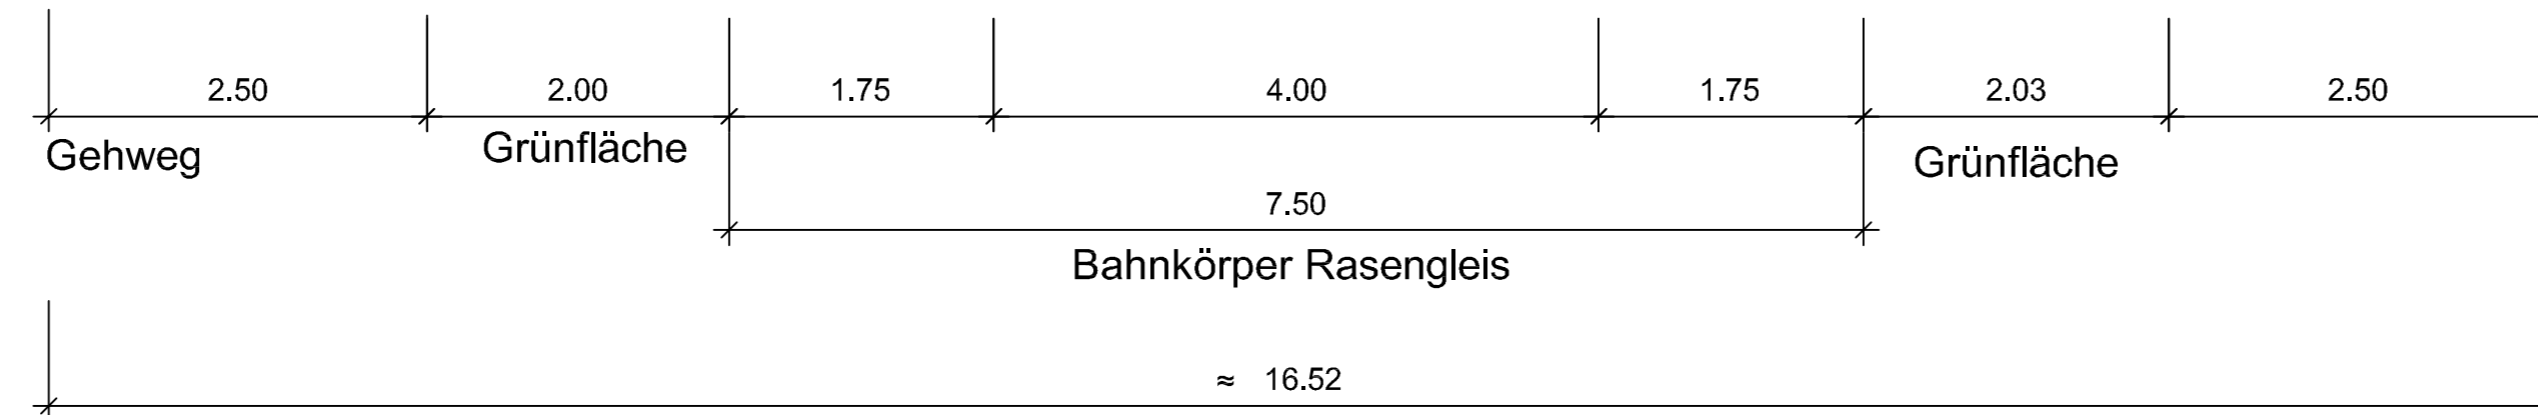 2.50 2.00 1.75 4.00 1.75 2.03 2.50
Gehweg Grünfläche Grünfläche
7.50
Bahnkörper Rasengleis
≈ 16.52